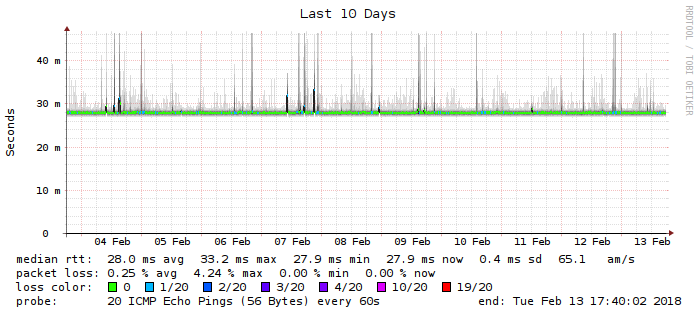 Last 10 Days
RRDTOOL / TOBI OETIKER
Seconds
40 m
30 m
20 m
10 m
0
04 Feb 05 Feb 06 Feb 07 Feb 08 Feb 09 Feb 10 Feb 11 Feb 12 Feb 13 Feb
median rtt: 28.0 ms avg 33.2 ms max 27.9 ms min 27.9 ms now 0.4 ms sd 65.1 am/s
packet loss: 0.25 % avg 4.24 % max 0.00 % min 0.00 % now
loss color: 0 1/20 2/20 3/20 4/20 10/20 19/20
probe: 20 ICMP Echo Pings (56 Bytes) every 60s end: Tue Feb 13 17:40:02 2018